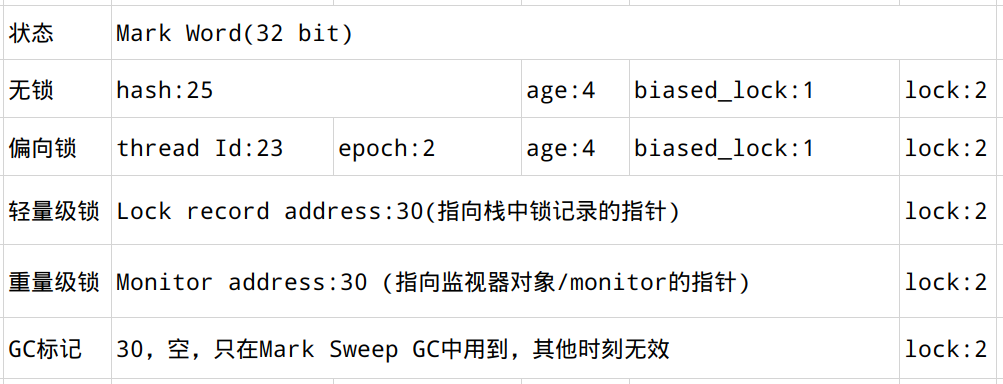 状态 Mark Word(32 bit)
无锁 hash:25 age:4 biased_lock:1 lock:2
偏向锁 thread Id:23 epoch:2 age:4 biased_lock:1 lock:2
轻量级锁 Lock record address:30(指向栈中锁记录的指针) lock:2
重量级锁 Monitor address:30 (指向监视器对象/monitor的指针) lock:2
GC标记 30，空，只在Mark Sweep GC中用到，其他时刻无效 lock:2